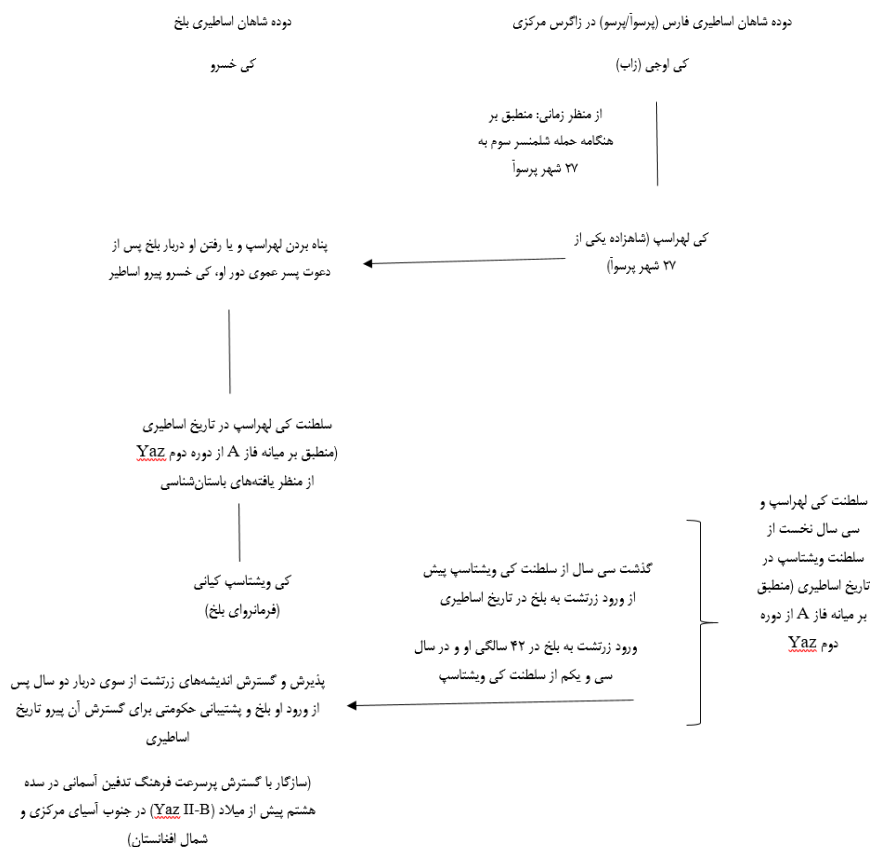 دوده شاهان اساطیری فارس (پرسوآ/پرسو) در زاگرس مرکزی
دوده شاهان اساطیری بلخ
کی اوجی (زاب)
کی خسرو
از منظر زمانی: منطبق بر
هنگامه حمله شلمنسر سوم به
۲۷ شهر پرسوآ
کی لهراسپ (شاهزاده یکی از
۲۷ شهر پرسوآ)
پناه بردن لهراسپ و یا رفتن او دربار بلخ پس از
دعوت پسر عموی دور او، کی خسرو پیرو اساطیر
سلطنت کی لهراسپ در تاریخ اساطیری
(منطبق بر میانه فاز A از دوره دوم Yaz
از منظر یافته‌های باستان‌شناسی
سلطنت کی لهراسپ و
سی سال نخست از
سلطنت ویشتاسپ در
تاریخ اساطیری (منطبق
بر میانه فاز A از دوره
دوم Yaz
گذشت سی سال از سلطنت کی ویشتاسپ پیش
از ورود زرتشت به بلخ در تاریخ اساطیری
کی ویشتاسپ کیانی
(فرمانروای بلخ)
ورود زرتشت به بلخ در ۴۲ سالگی او و در سال
سی و یکم از سلطنت کی ویشتاسپ
پذیرش و گسترش اندیشه‌های زرتشت از سوی دربار دو سال پس
از ورود او بلخ و پشتیبانی حکومتی برای گسترش آن پیرو تاریخ
اساطیری
(سازگار با گسترش پرسرعت فرهنگ تدفین آسمانی در سده
هشتم پیش از میلاد (Yaz II-B) در جنوب آسیای مرکزی و
شمال افغانستان)